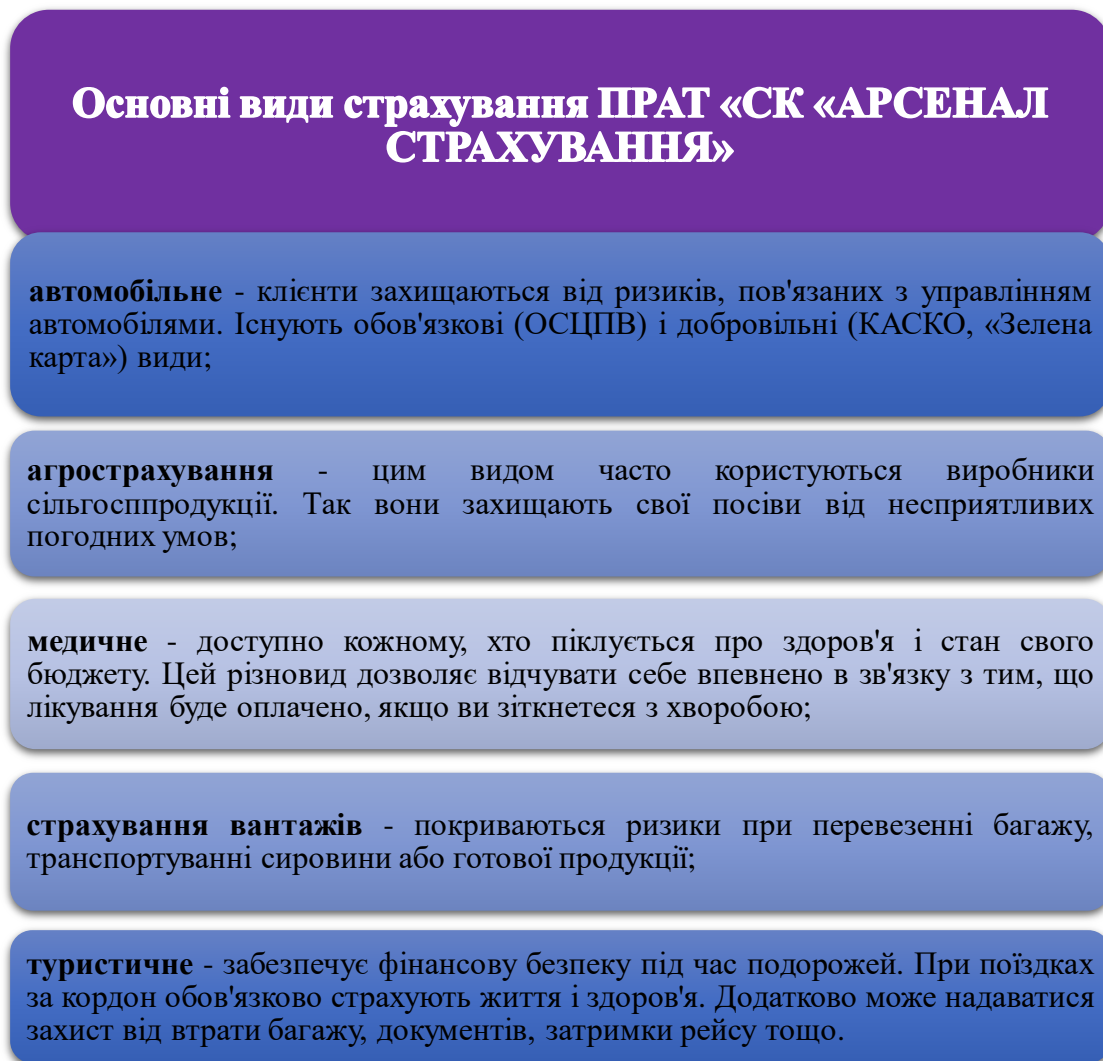 Основні види страхування ПРАТ «СК «АРСЕНАЛ
СТРАХУВАННЯ»
автомобільне - клієнти захищаються від ризиків, пов'язаних з управлінням
автомобілями. Існують обов'язкові (ОСЦПВ) і добровільні (КАСКО, «Зелена
карта») види;
агрострахування - цим видом часто користуються виробники
сільгосппродукції. Так вони захищають свої посіви від несприятливих
погодних умов;
медичне - доступно кожному, хто піклується про здоров'я і стан свого
бюджету. Цей різновид дозволяє відчувати себе впевнено в зв'язку з тим, що
лікування буде оплачено, якщо ви зіткнетеся з хворобою;
страхування вантажів - покриваються ризики при перевезенні багажу,
транспортуванні сировини або готової продукції;
туристичне - забезпечує фінансову безпеку під час подорожей. При поїздках
за кордон обов'язково страхують життя і здоров'я. Додатково може надаватися
захист від втрати багажу, документів, затримки рейсу тощо.